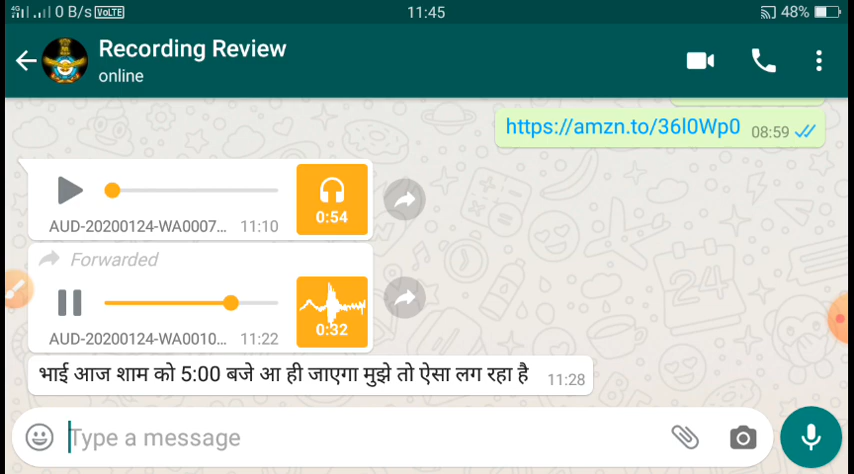 4G 0 B/s VoLTE 11:45 48%
Recording Review
online
https://amzn.to/36l0Wp0 08:59
0:54
AUD-20200124-WA0007... 11:10
Forwarded
0:32
AUD-20200124-WA0010... 11:22
भाई आज शाम को 5:00 बजे आ ही जाएगा मुझे तो ऐसा लग रहा है 11:28
Type a message